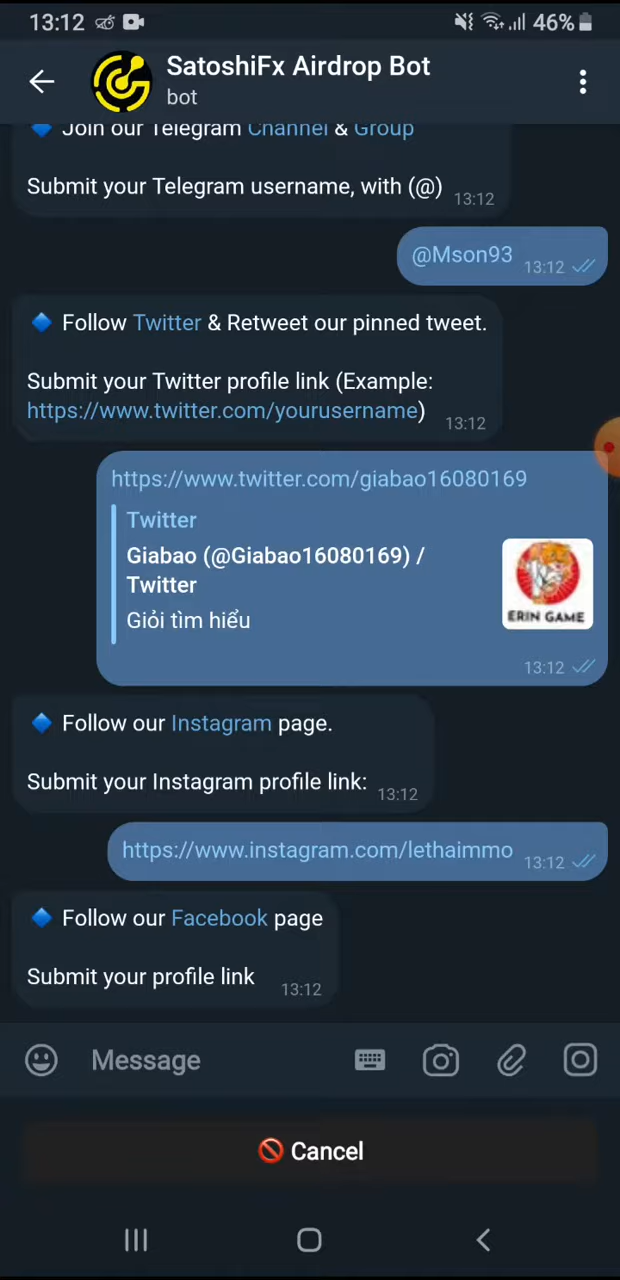 13:12
46%
SatoshiFx Airdrop Bot
bot
Join our Telegram Channel & Group
Submit your Telegram username, with (@) 13:12
@Mson93 13:12
Follow Twitter & Retweet our pinned tweet.
Submit your Twitter profile link (Example:
https://www.twitter.com/yourusername) 13:12
https://www.twitter.com/giabao16080169
Twitter
Giabao (@Giabao16080169) /
Twitter
Giỏi tìm hiểu
ERIN GAME
13:12
Follow our Instagram page.
Submit your Instagram profile link: 13:12
https://www.instagram.com/lethaimmo 13:12
Follow our Facebook page
Submit your profile link 13:12
Message
Cancel